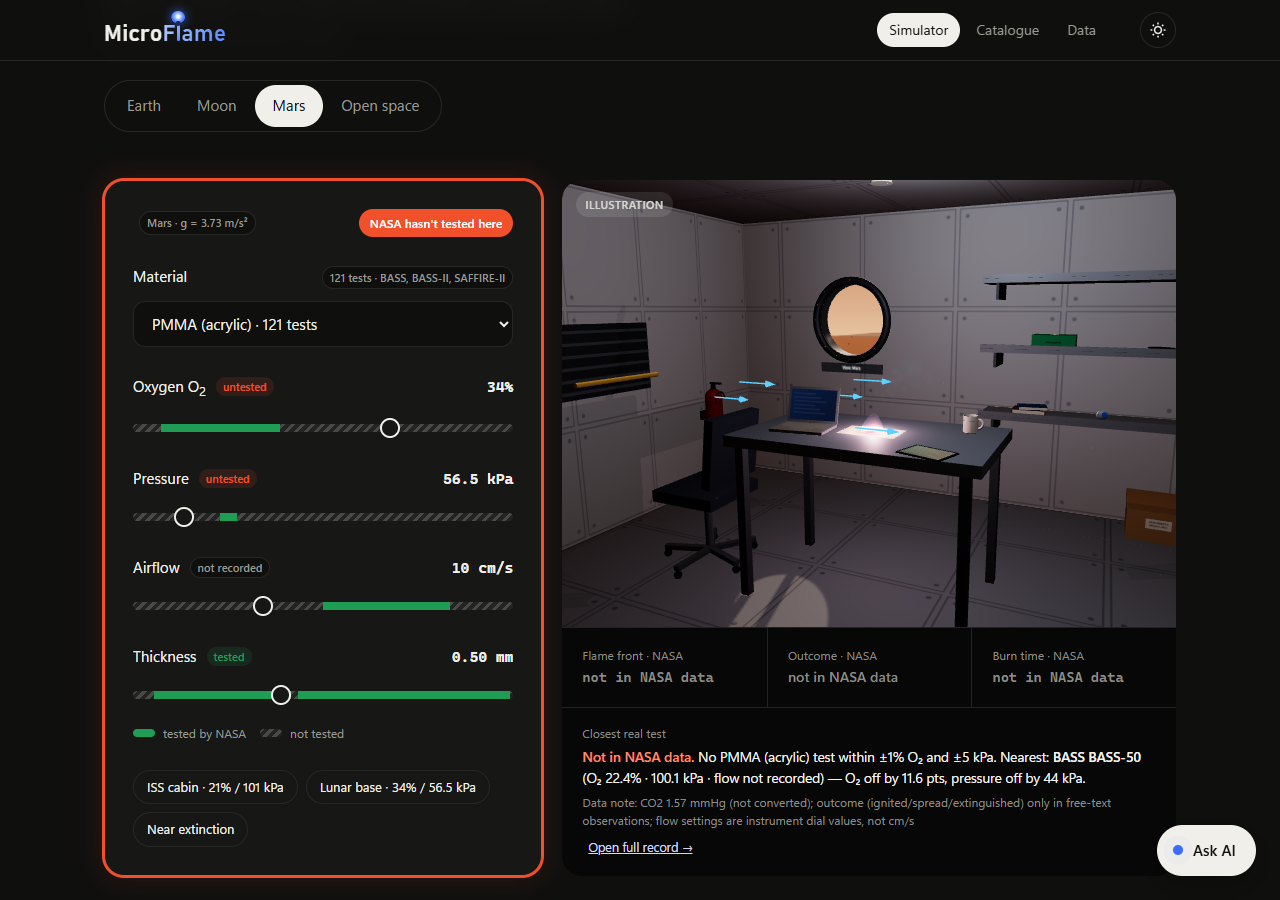 MicroFlame
Simulator
Catalogue
Data
Earth
Moon
Mars
Open space
Mars · g = 3.73 m/s²
NASA hasn't tested here
Material
121 tests · BASS, BASS-II, SAFFIRE-II
PMMA (acrylic) · 121 tests
Oxygen O₂
untested
34%
Pressure
untested
56.5 kPa
Airflow
not recorded
10 cm/s
Thickness
tested
0.50 mm
tested by NASA
not tested
ISS cabin · 21% / 101 kPa
Lunar base · 34% / 56.5 kPa
Near extinction
ILLUSTRATION
Flame front · NASA
not in NASA data
Outcome · NASA
not in NASA data
Burn time · NASA
not in NASA data
Closest real test
Not in NASA data. No PMMA (acrylic) test within ±1% O₂ and ±5 kPa. Nearest: BASS BASS-50
(O₂ 22.4% · 100.1 kPa · flow not recorded) — O₂ off by 11.6 pts, pressure off by 44 kPa.
Data note: CO2 1.57 mmHg (not converted); outcome (ignited/spread/extinguished) only in free-text
observations; flow settings are instrument dial values, not cm/s
Open full record →
Ask AI